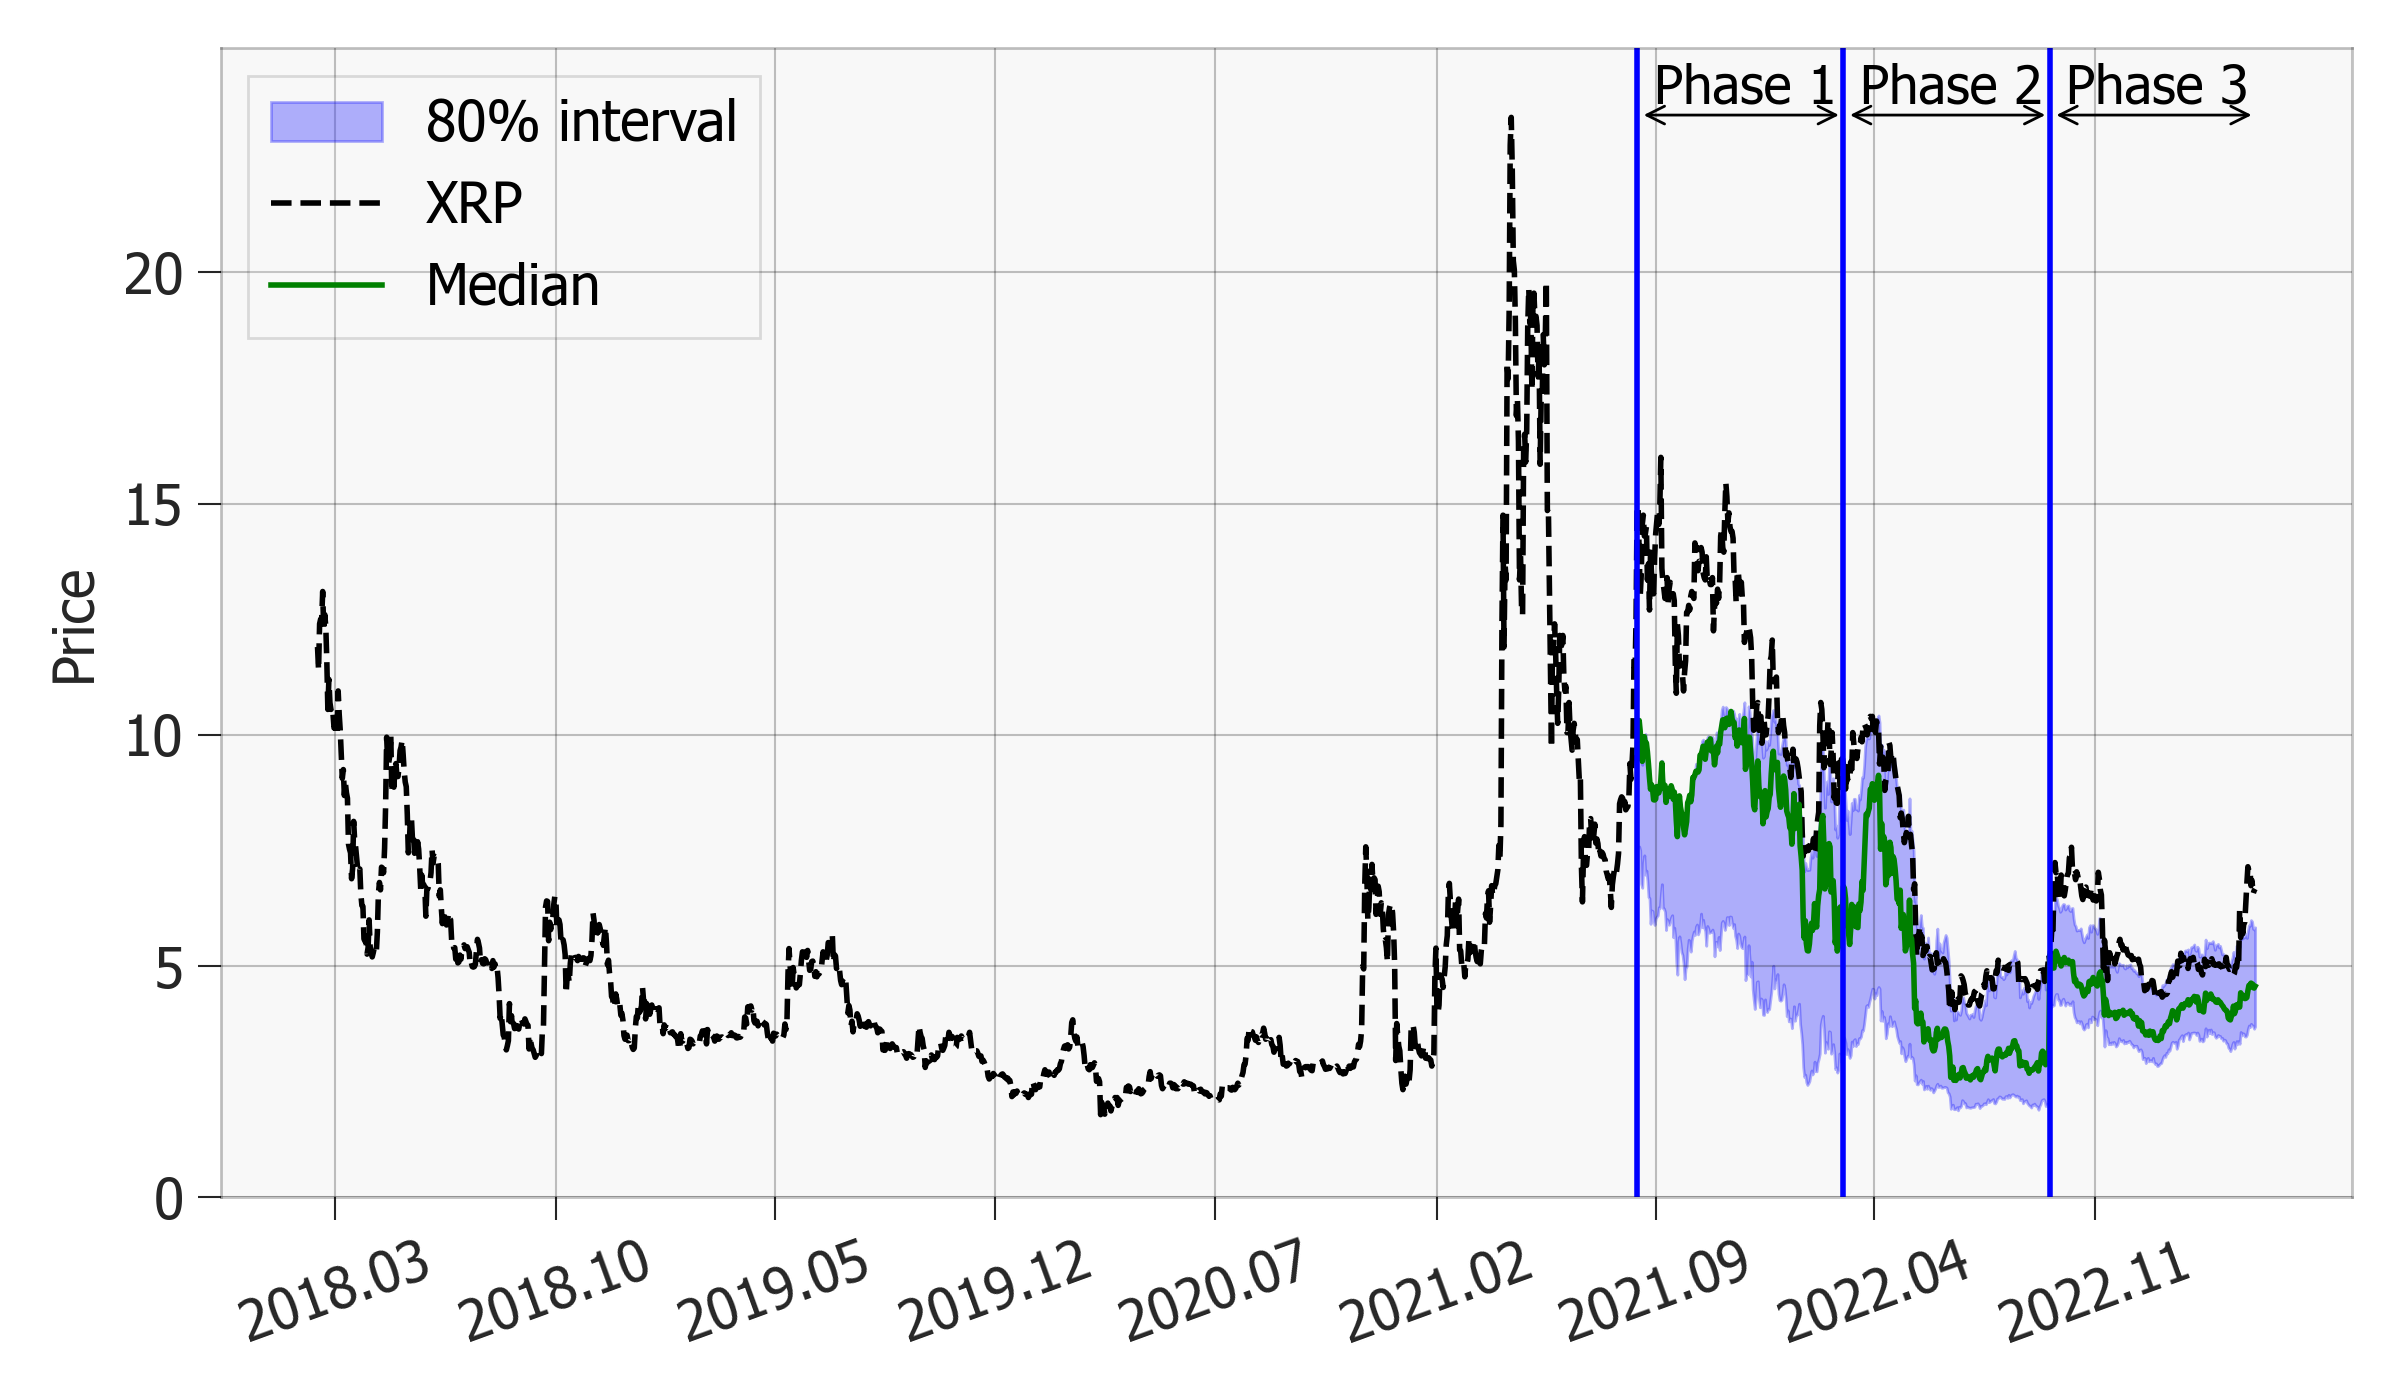 Phase 1
Phase 2
Phase 3
80% interval
XRP
Median
Price
20
15
10
5
0
2018.03
2018.10
2019.05
2019.12
2020.07
2021.02
2021.09
2022.04
2022.11